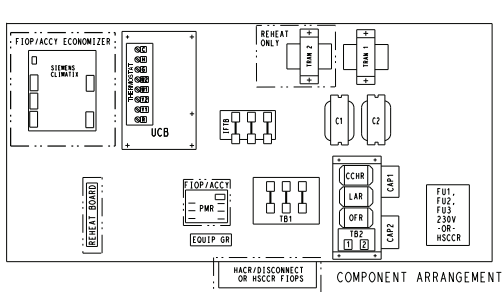 FIOP/ACCY ECONOMIZER
SIEMENS
CLIMATIX
THERMOSTAT
UCB
REHEAT
ONLY
TRAN 2
TRAN 1
IFTB
C1
C2
REHEAT BOARD
FIOP/ACCY
PMR
EQUIP GR
TB1
CCHR
LAR
OFR
TB2
1
2
CAP1
CAP2
FU1,
FU2,
FU3
230V
-OR-
HSCCR
HACR/DISCONNECT
OR HSCCR FIOPS
COMPONENT ARRANGEMENT